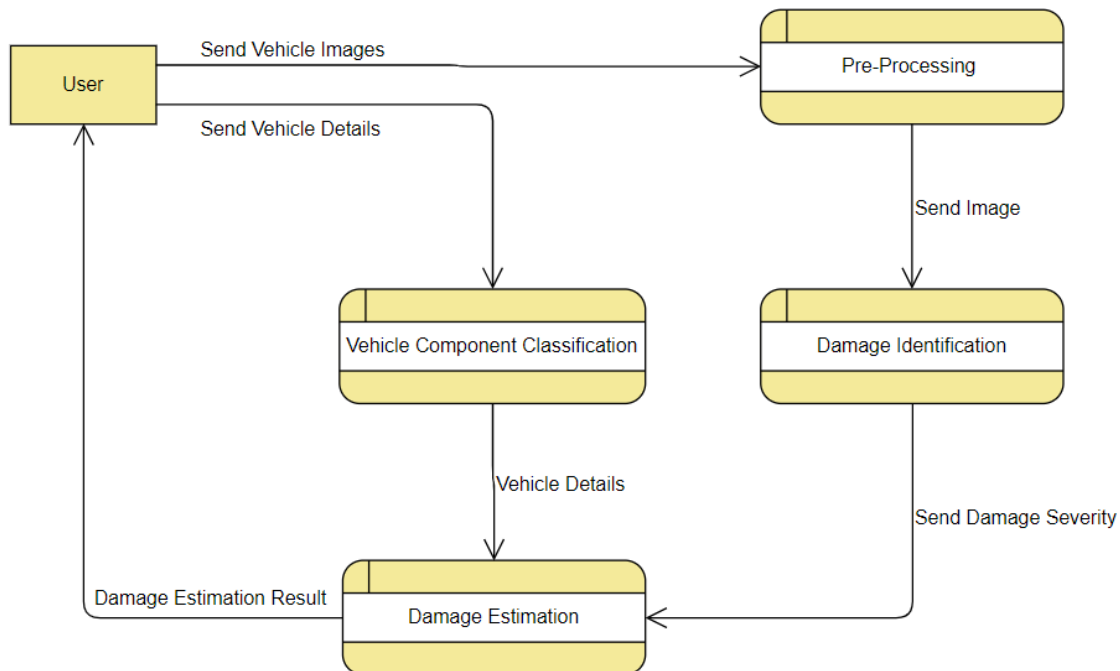 Send Vehicle Images
User
Pre-Processing
Send Vehicle Details
Send Image
Vehicle Component Classification
Damage Identification
Vehicle Details
Send Damage Severity
Damage Estimation Result
Damage Estimation